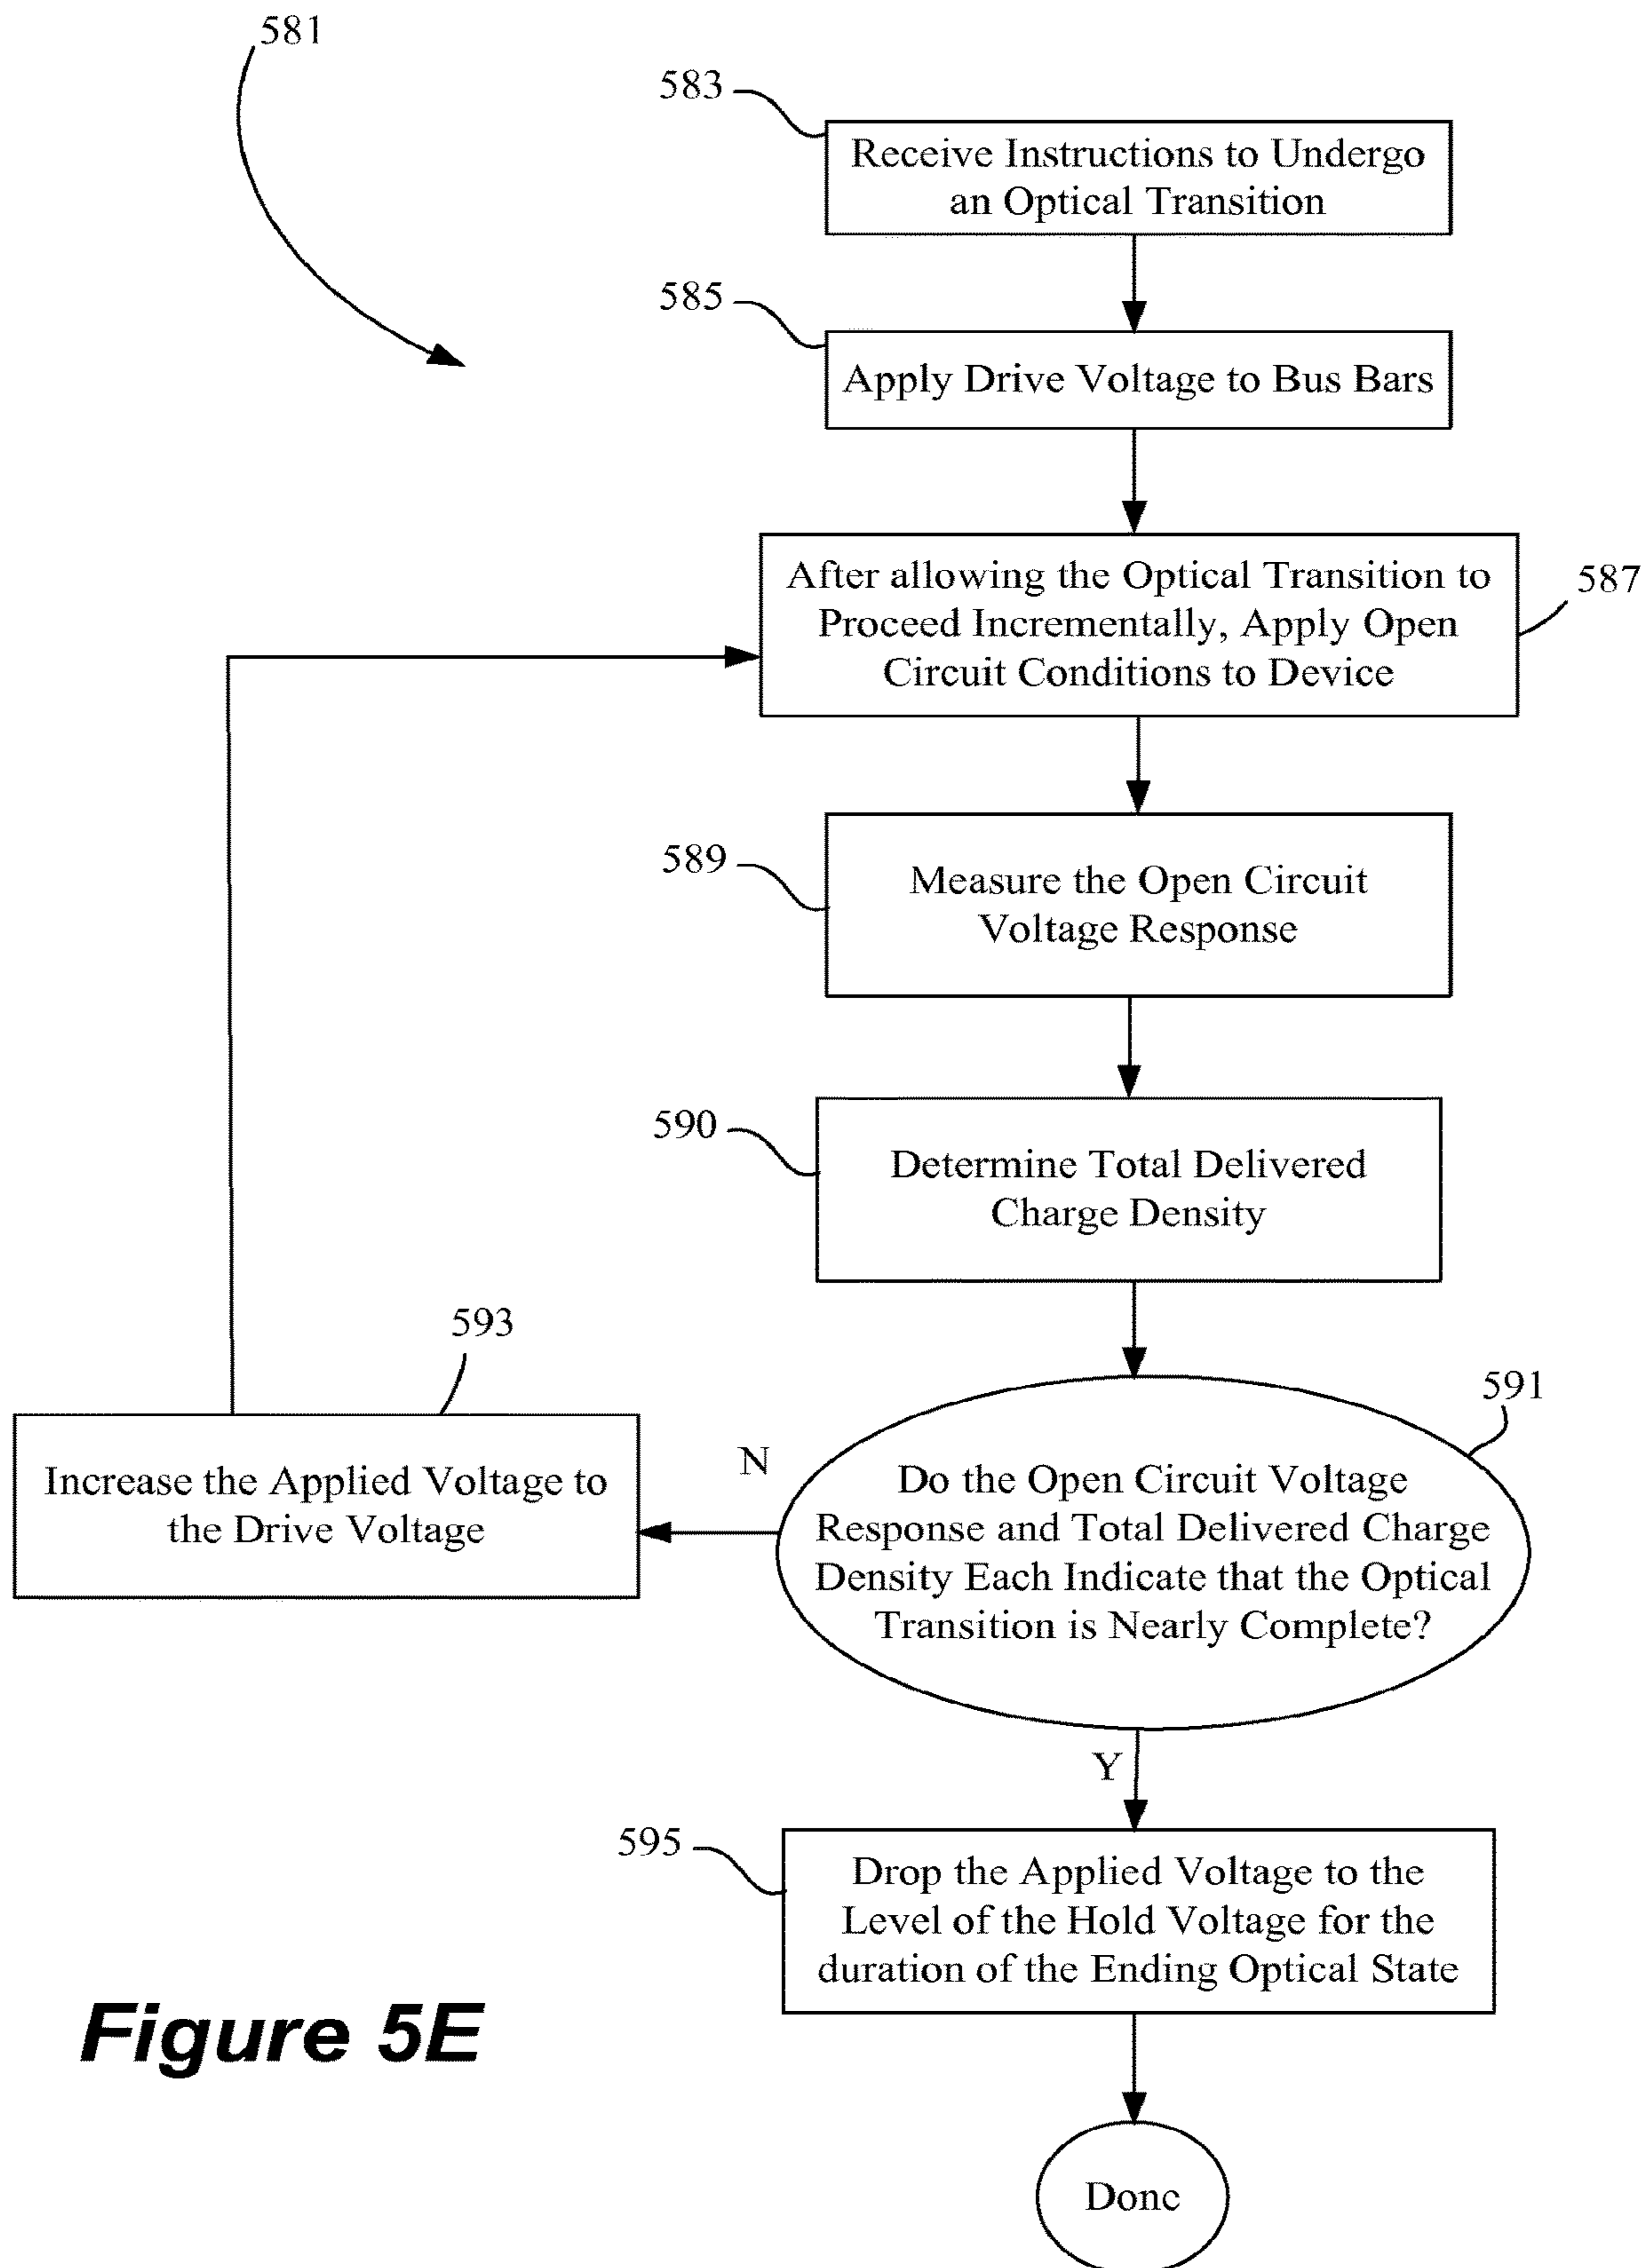 581
583
Receive Instructions to Undergo
an Optical Transition
585
Apply Drive Voltage to Bus Bars
587
After allowing the Optical Transition to
Proceed Incrementally, Apply Open
Circuit Conditions to Device
589
Measure the Open Circuit
Voltage Response
590
Determine Total Delivered
Charge Density
593
Increase the Applied Voltage to
the Drive Voltage
N
591
Do the Open Circuit Voltage
Response and Total Delivered Charge
Density Each Indicate that the Optical
Transition is Nearly Complete?
Y
595
Drop the Applied Voltage to the
Level of the Hold Voltage for the
duration of the Ending Optical State
Done
Figure 5E